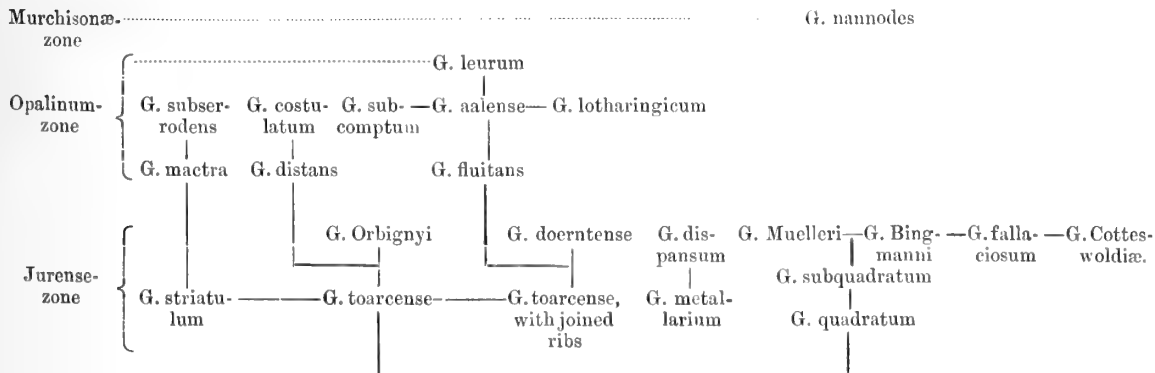 Murchisonæ-
zone
G. nannodes
G. leurum
Opalinum-
zone
G. subser-
rodens
G. costu-
latum
G. sub-
comptum
G. aalense
G. lotharingicum
G. mactra
G. distans
G. fluitans
Jurense-
zone
G. Orbignyi
G. doerntense
G. dis-
pansum
G. Muelleri
G. Bing-
manni
G. falla-
ciosum
G. Cottes-
woldiæ.
G. subquadratum
G. striatu-
lum
G. toarcense
G. toarcense,
with joined
ribs
G. metal-
larium
G. quadratum